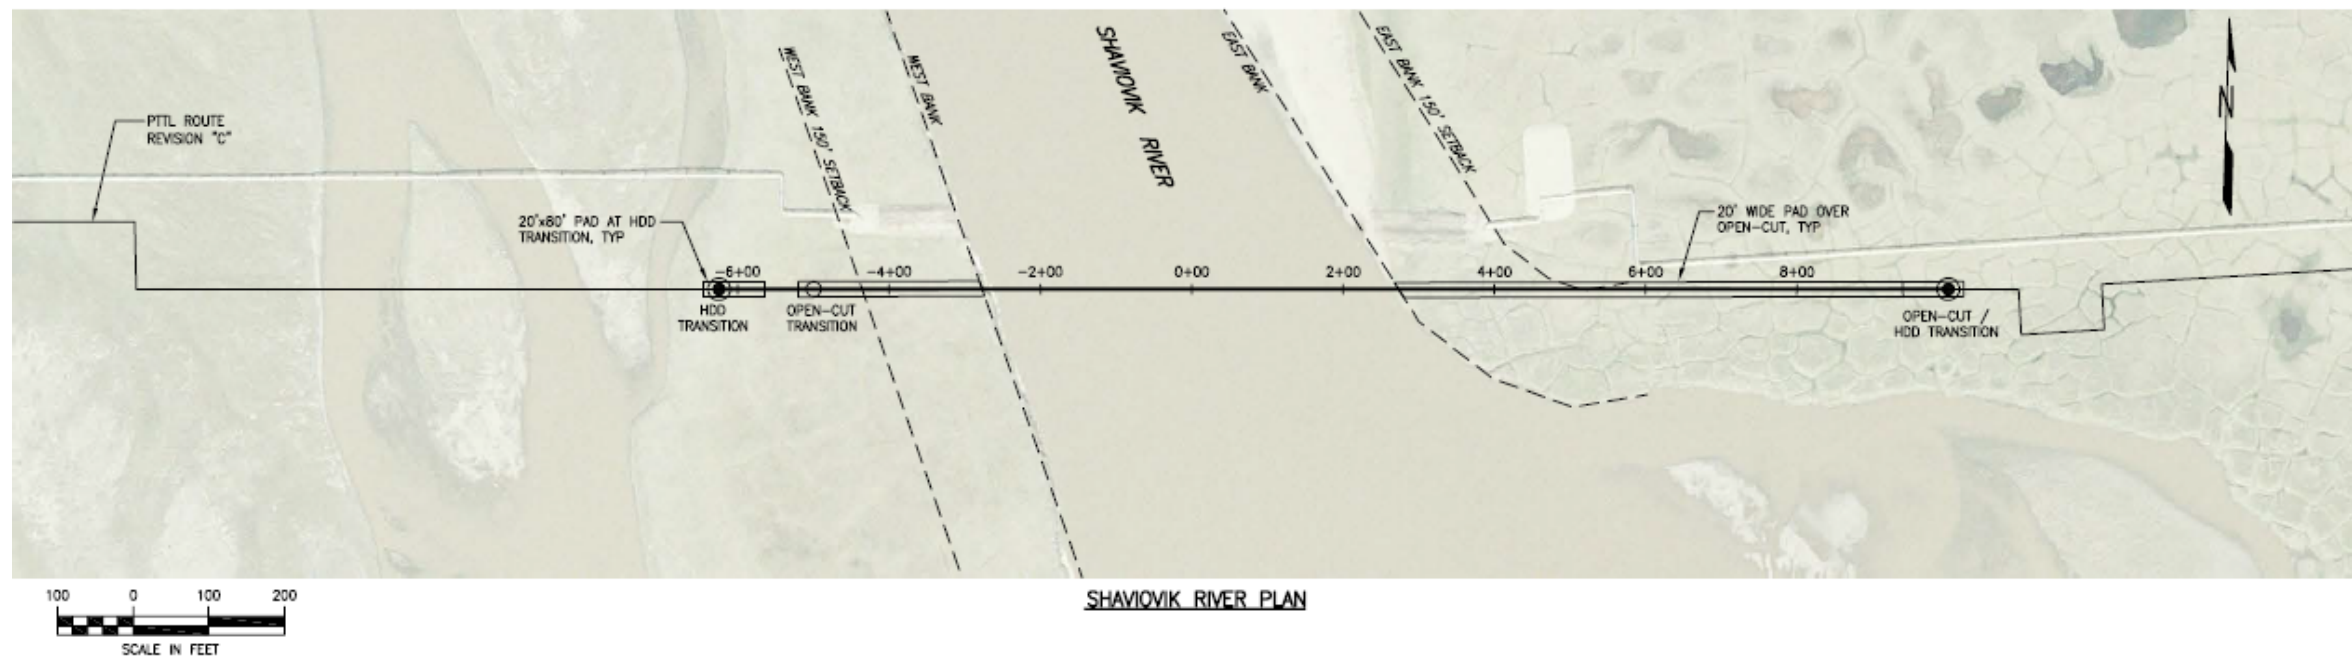 WEST BANK 150' SETBACK
WEST BANK
SHAVIOVIK RIVER
EAST BANK
EAST BANK 150' SETBACK
N
PTTL ROUTE
REVISION "C"
20'x80' PAD AT HDD
TRANSITION, TYP
20' WIDE PAD OVER
OPEN-CUT, TYP
-6+00
-4+00
-2+00
0+00
2+00
4+00
6+00
8+00
HDD
TRANSITION
OPEN-CUT
TRANSITION
OPEN-CUT /
HDD TRANSITION
100 0 100 200
SCALE IN FEET
SHAVIOVIK RIVER PLAN